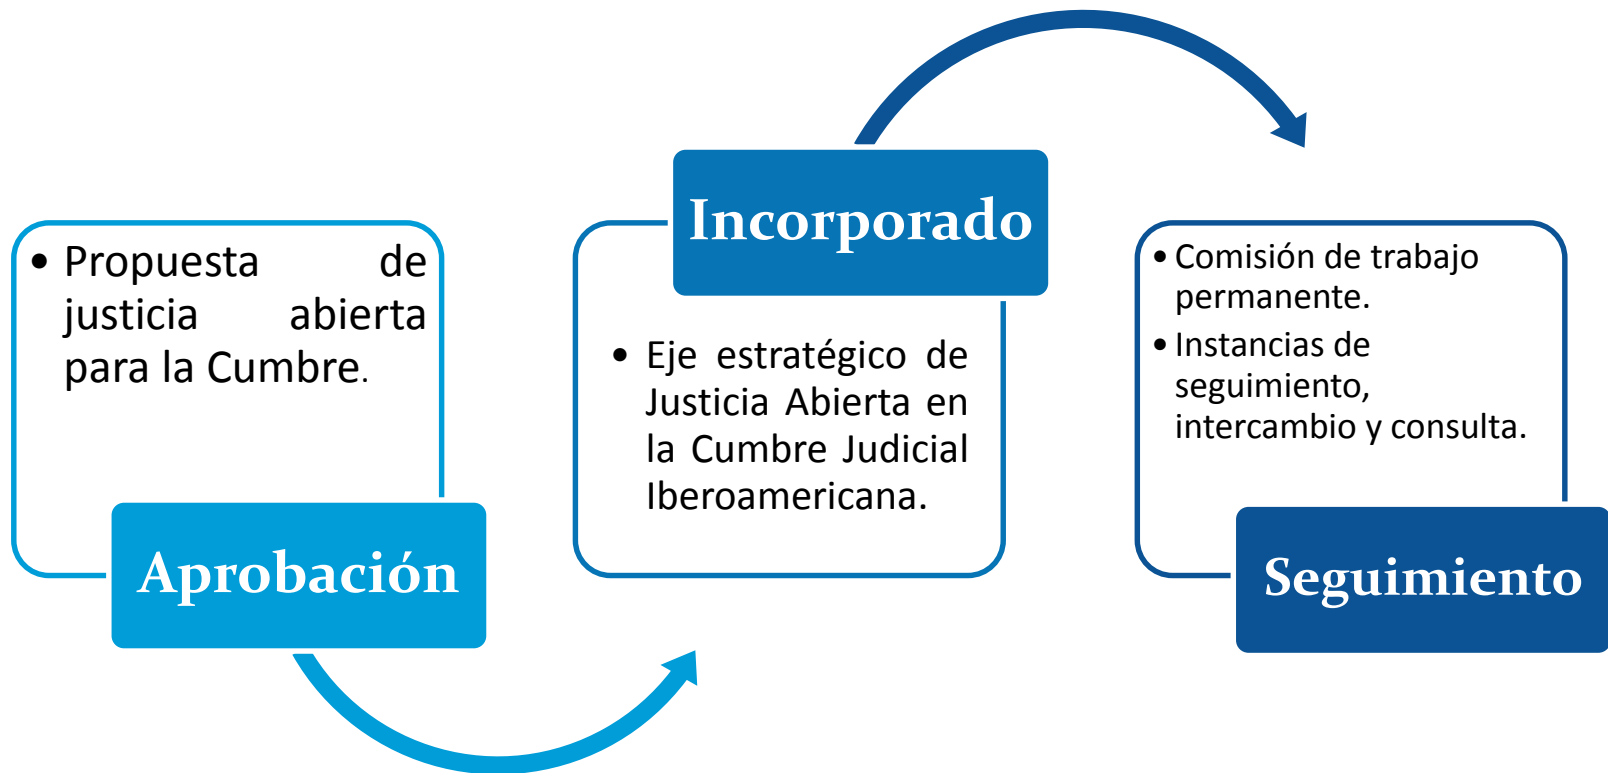 • Propuesta de
justicia abierta
para la Cumbre.
Aprobación
Incorporado
• Eje estratégico de
Justicia Abierta en
la Cumbre Judicial
Iberoamericana.
• Comisión de trabajo
permanente.
• Instancias de
seguimiento,
intercambio y consulta.
Seguimiento